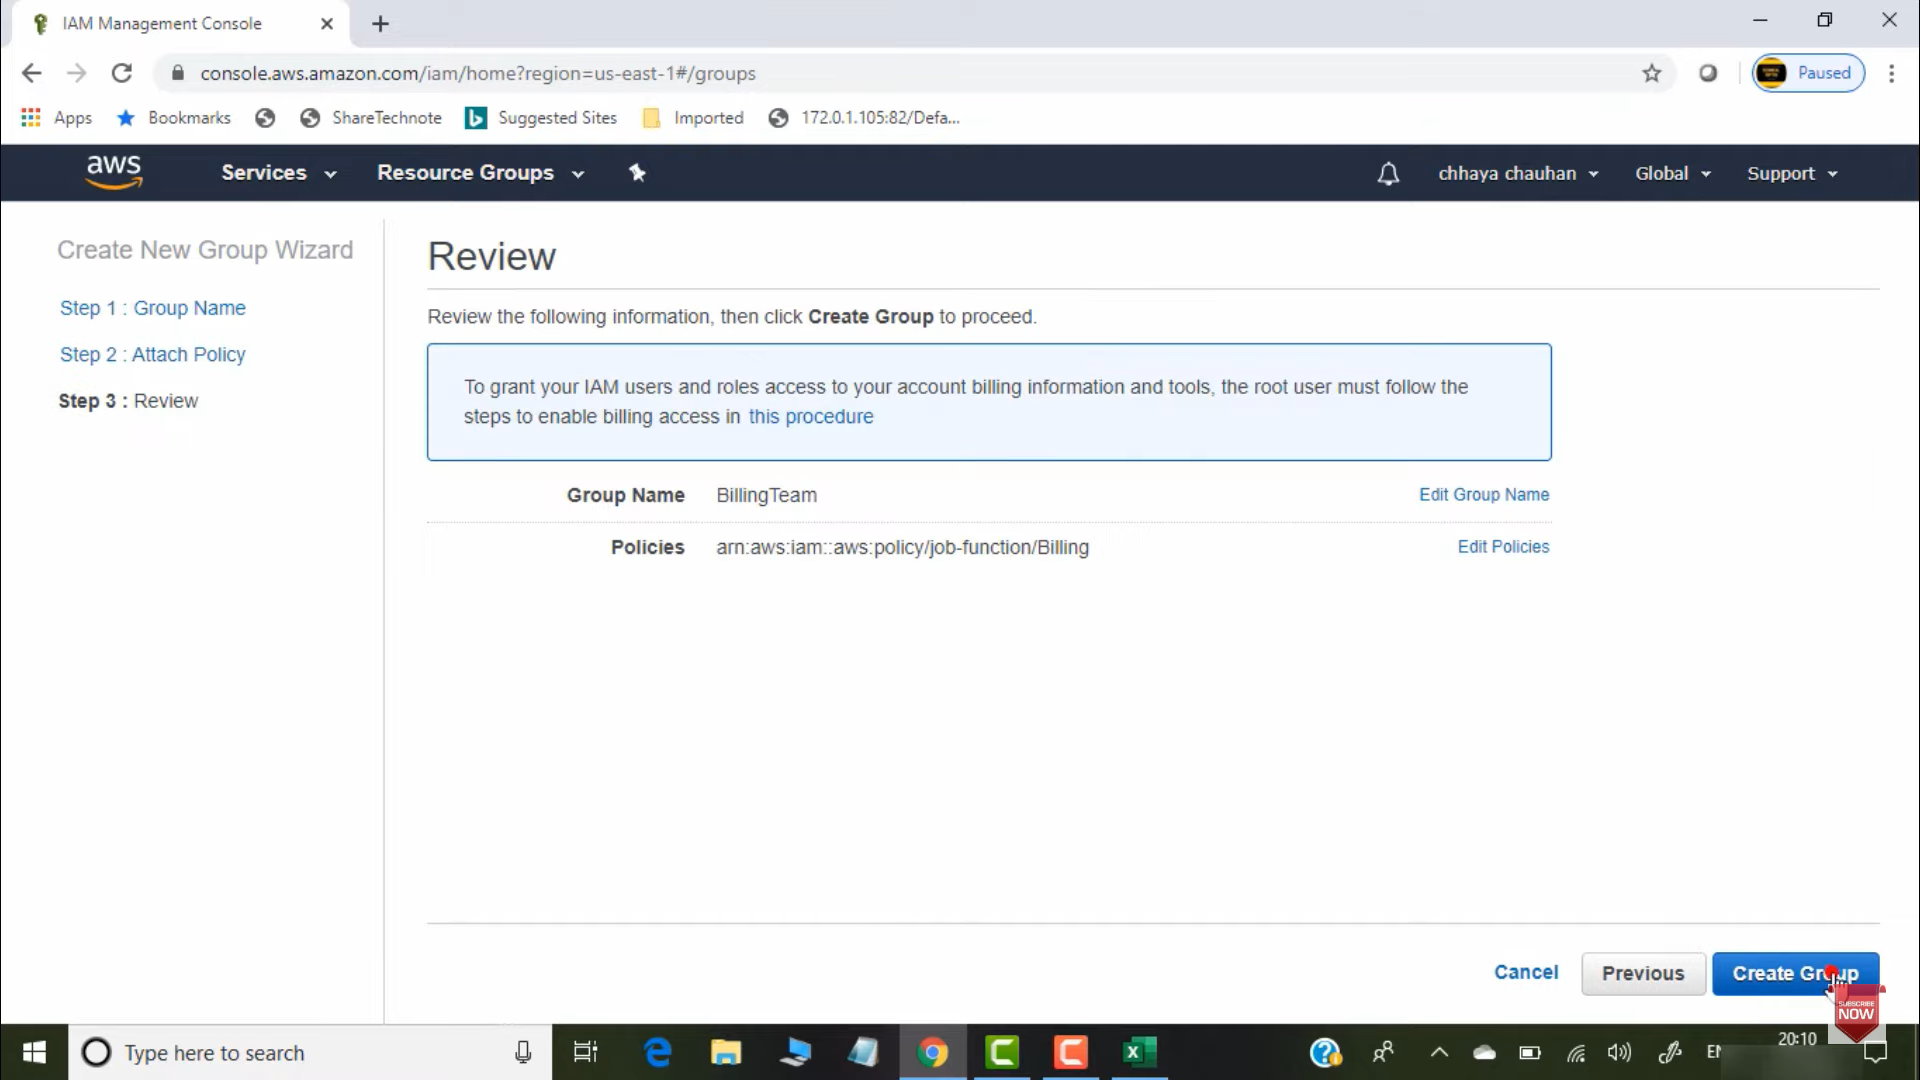 IAM Management Console
console.aws.amazon.com/iam/home?region=us-east-1#/groups
Paused
Apps
Bookmarks
ShareTechnote
Suggested Sites
Imported
172.0.1.105:82/Defa...
aws
Services
Resource Groups
chhaya chauhan
Global
Support
Create New Group Wizard
Step 1 : Group Name
Step 2 : Attach Policy
Step 3 : Review
Review
Review the following information, then click Create Group to proceed.
To grant your IAM users and roles access to your account billing information and tools, the root user must follow the
steps to enable billing access in this procedure
Group Name
BillingTeam
Edit Group Name
Policies
arn:aws:iam::aws:policy/job-function/Billing
Edit Policies
Cancel
Previous
Create Group
SUBSCRIBE
NOW
Type here to search
20:10